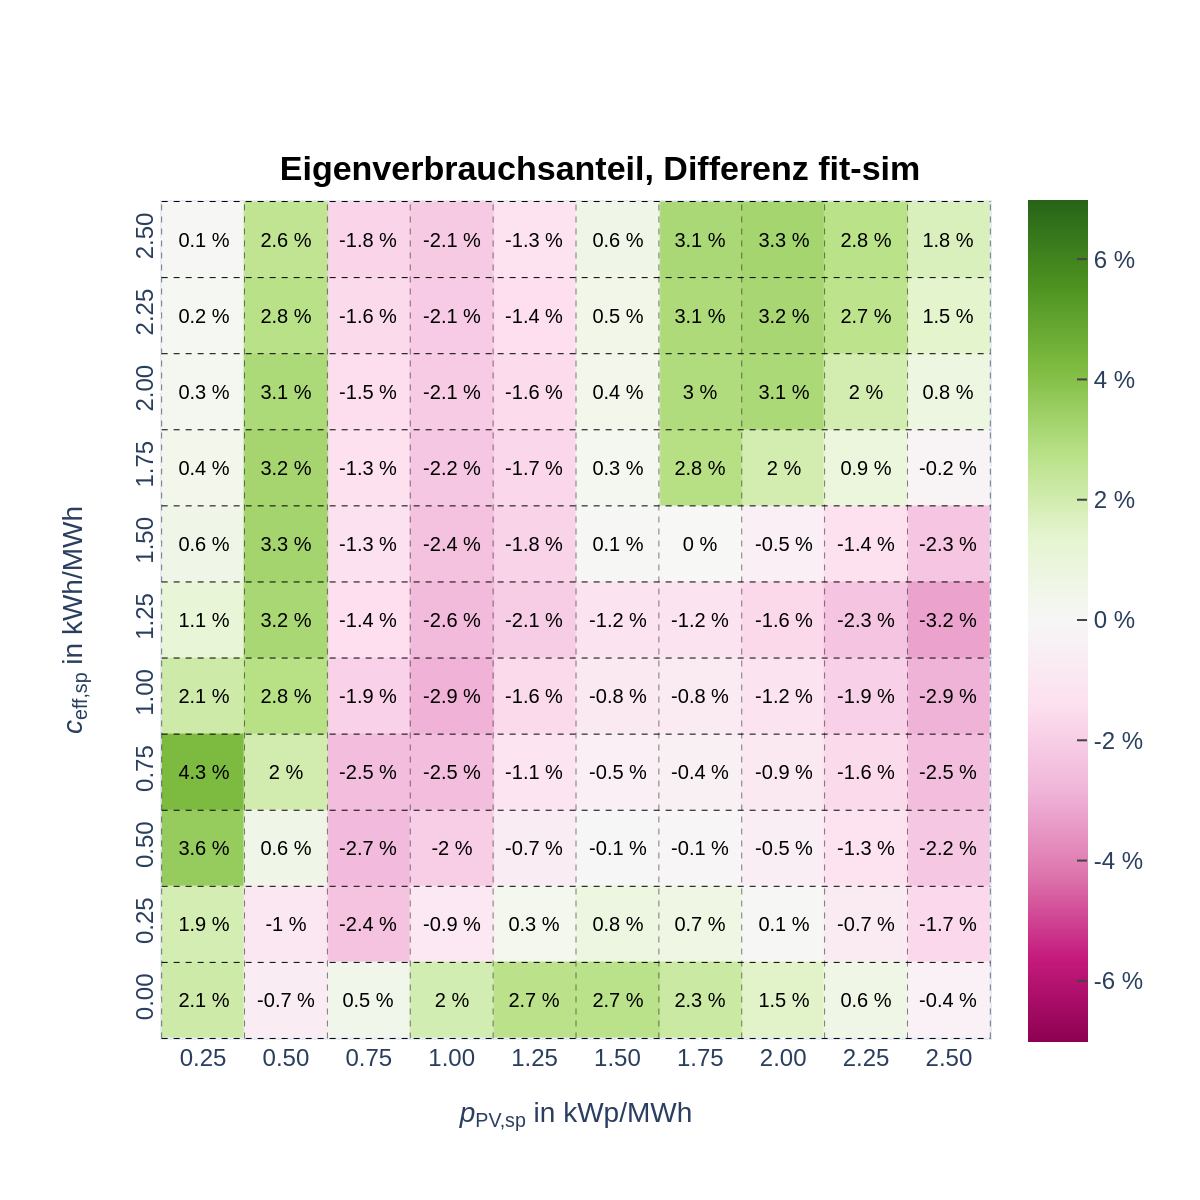 Eigenverbrauchsanteil, Differenz fit-sim
2.50 0.1 % 2.6 % -1.8 % -2.1 % -1.3 % 0.6 % 3.1 % 3.3 % 2.8 % 1.8 %
2.25 0.2 % 2.8 % -1.6 % -2.1 % -1.4 % 0.5 % 3.1 % 3.2 % 2.7 % 1.5 %
2.00 0.3 % 3.1 % -1.5 % -2.1 % -1.6 % 0.4 % 3 % 3.1 % 2 % 0.8 %
1.75 0.4 % 3.2 % -1.3 % -2.2 % -1.7 % 0.3 % 2.8 % 2 % 0.9 % -0.2 %
1.50 0.6 % 3.3 % -1.3 % -2.4 % -1.8 % 0.1 % 0 % -0.5 % -1.4 % -2.3 %
1.25 1.1 % 3.2 % -1.4 % -2.6 % -2.1 % -1.2 % -1.2 % -1.6 % -2.3 % -3.2 %
1.00 2.1 % 2.8 % -1.9 % -2.9 % -1.6 % -0.8 % -0.8 % -1.2 % -1.9 % -2.9 %
0.75 4.3 % 2 % -2.5 % -2.5 % -1.1 % -0.5 % -0.4 % -0.9 % -1.6 % -2.5 %
0.50 3.6 % 0.6 % -2.7 % -2 % -0.7 % -0.1 % -0.1 % -0.5 % -1.3 % -2.2 %
0.25 1.9 % -1 % -2.4 % -0.9 % 0.3 % 0.8 % 0.7 % 0.1 % -0.7 % -1.7 %
0.00 2.1 % -0.7 % 0.5 % 2 % 2.7 % 2.7 % 2.3 % 1.5 % 0.6 % -0.4 %
0.25 0.50 0.75 1.00 1.25 1.50 1.75 2.00 2.25 2.50
pPV,sp in kWp/MWh
ceff,sp in kWh/MWh
6 %
4 %
2 %
0 %
-2 %
-4 %
-6 %